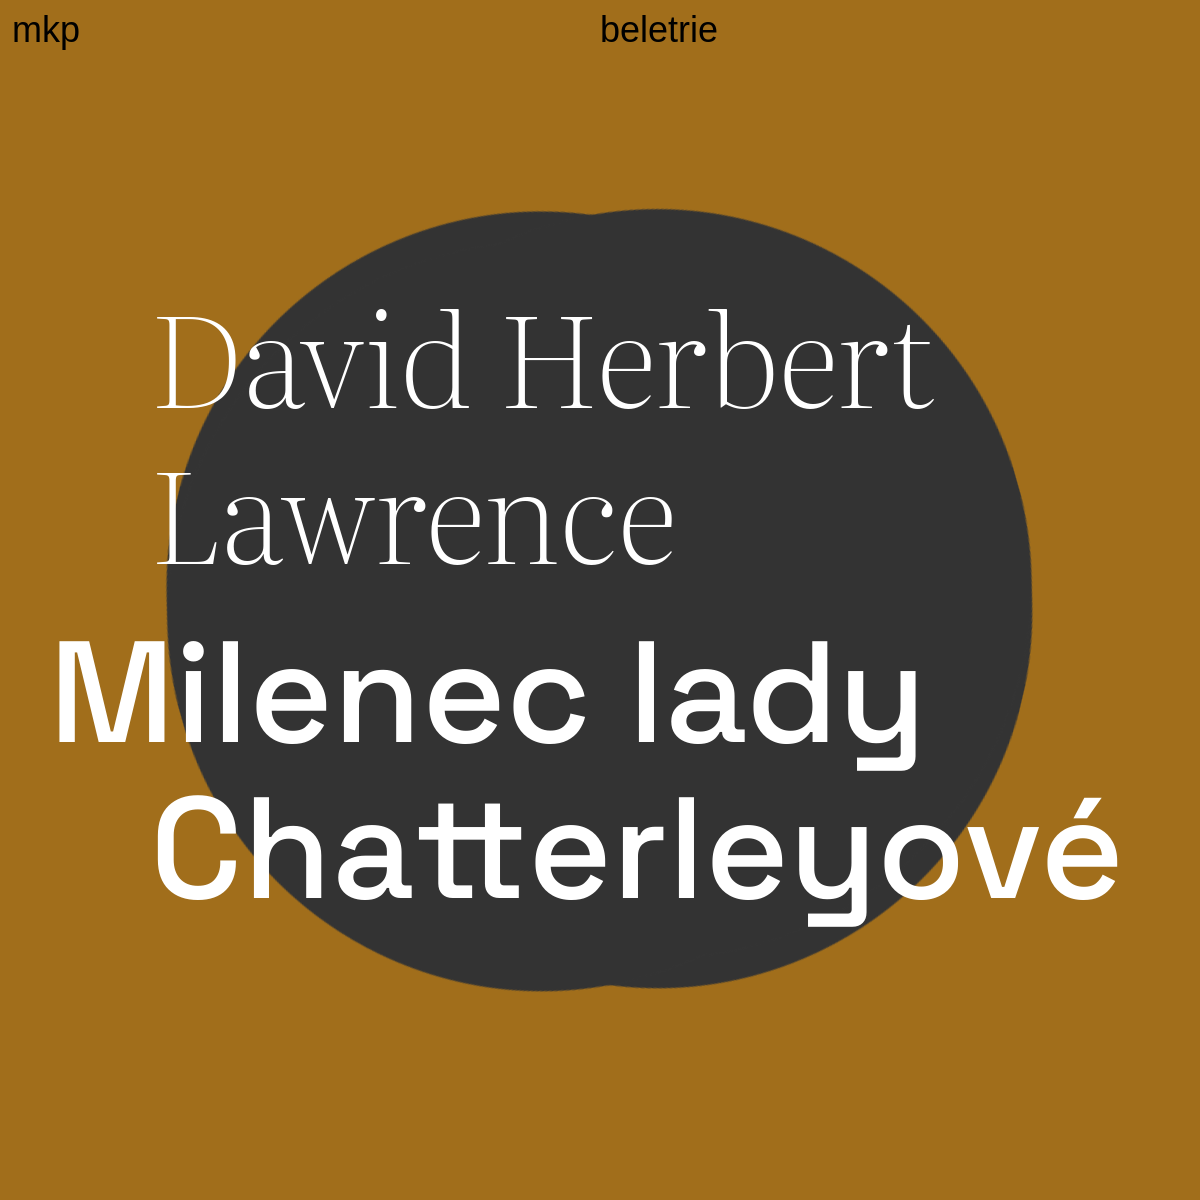 mkp
beletrie
David Herbert
Lawrence
Milenec lady
Chatterleyové